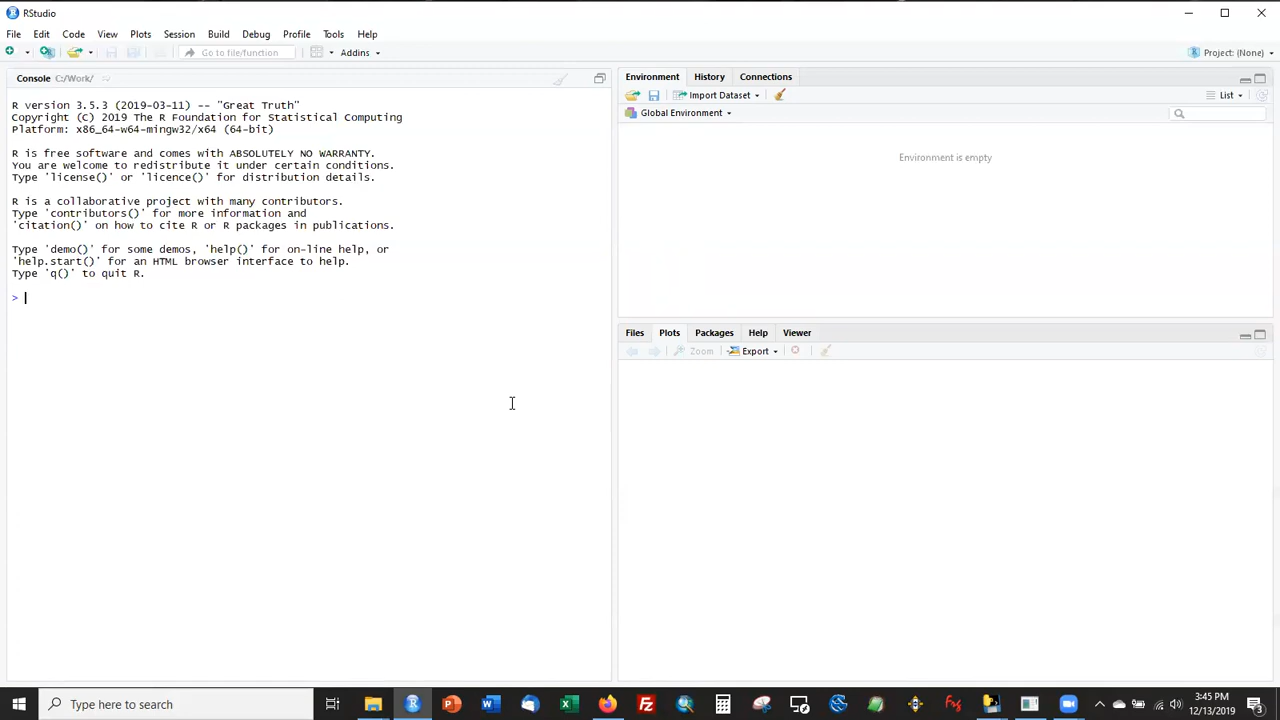 RStudio
File Edit Code View Plots Session Build Debug Profile Tools Help
Go to file/function Addins Project: (None)
Console C:/Work/
R version 3.5.3 (2019-03-11) -- "Great Truth"
Copyright (C) 2019 The R Foundation for Statistical Computing
Platform: x86_64-w64-mingw32/x64 (64-bit)
R is free software and comes with ABSOLUTELY NO WARRANTY.
You are welcome to redistribute it under certain conditions.
Type 'license()' or 'licence()' for distribution details.
R is a collaborative project with many contributors.
Type 'contributors()' for more information and
'citation()' on how to cite R or R packages in publications.
Type 'demo()' for some demos, 'help()' for on-line help, or
'help.start()' for an HTML browser interface to help.
Type 'q()' to quit R.
>
Environment History Connections
Import Dataset List
Global Environment
Environment is empty
Files Plots Packages Help Viewer
Zoom Export
Type here to search
3:45 PM
12/13/2019